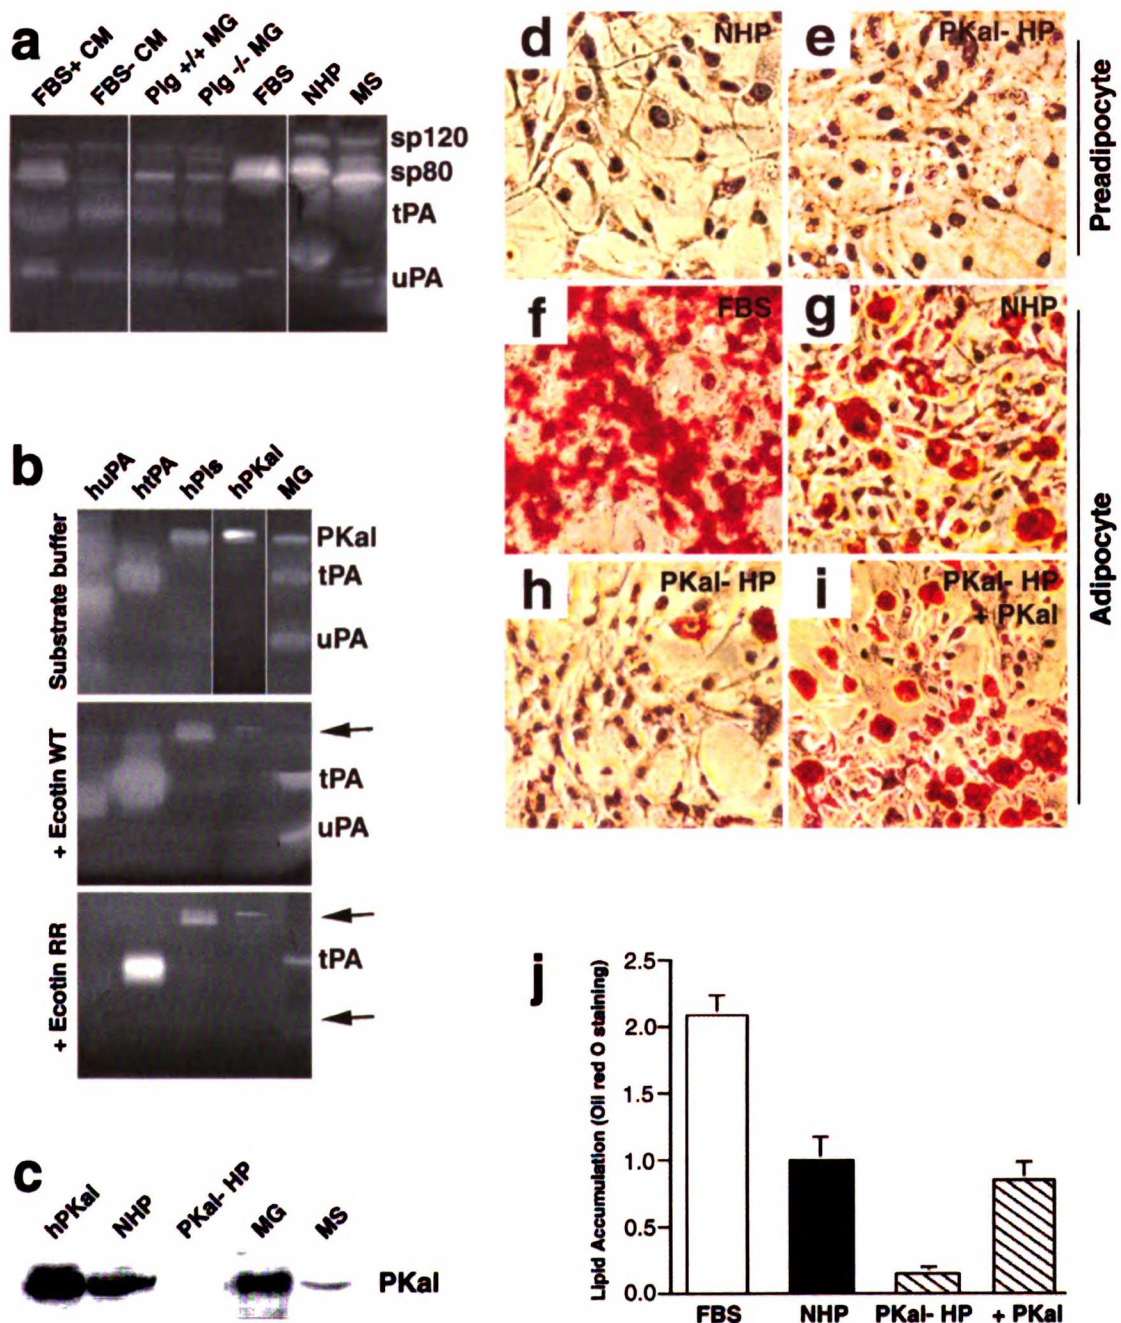 a
FBS+ CM
FBS- CM
Plg +/+ MG
Plg -/- MG
FBS
NHP
MS
sp120
sp80
tPA
uPA
b
huPA
htPA
hPls
hPKal
MG
Substrate buffer
PKal
tPA
uPA
+ Ecotin WT
tPA
uPA
+ Ecotin RR
tPA
c
hPKal
NHP
PKal- HP
MG
MS
PKal
d
NHP
e
PKal- HP
Preadipocyte
f
FBS
g
NHP
h
PKal- HP
i
PKal- HP
+ PKal
Adipocyte
j
Lipid Accumulation (Oil red O staining)
2.5
2.0
1.5
1.0
0.5
0.0
FBS
NHP
PKal- HP
+ PKal